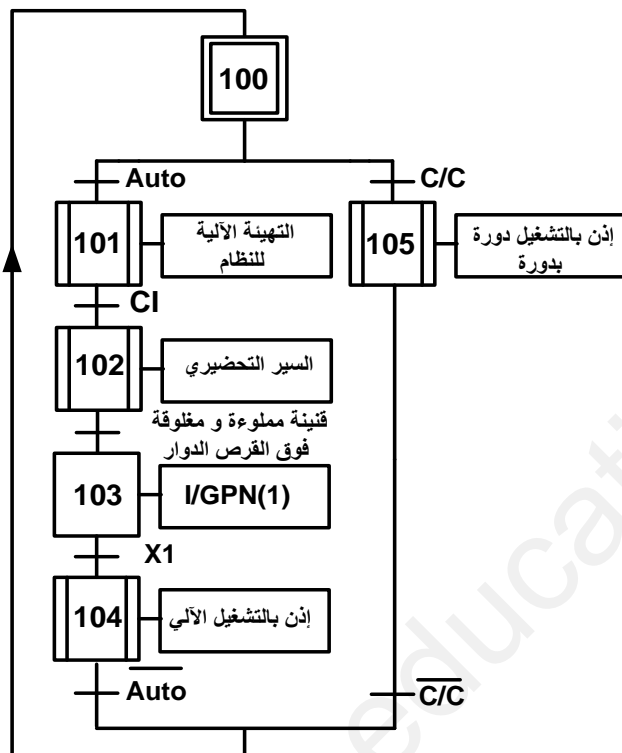 100
Auto
C/C
101
التهيئة الآلية
للنظام
105
إذن بالتشغيل دورة
بدورة
CI
102
السير التحضيري
قنينة مملوءة و مغلوقة
فوق القرص الدوار
103
I/GPN(1)
X1
104
إذن بالتشغيل الآلي
A̅u̅t̅o̅
C̅/̅C̅
educati